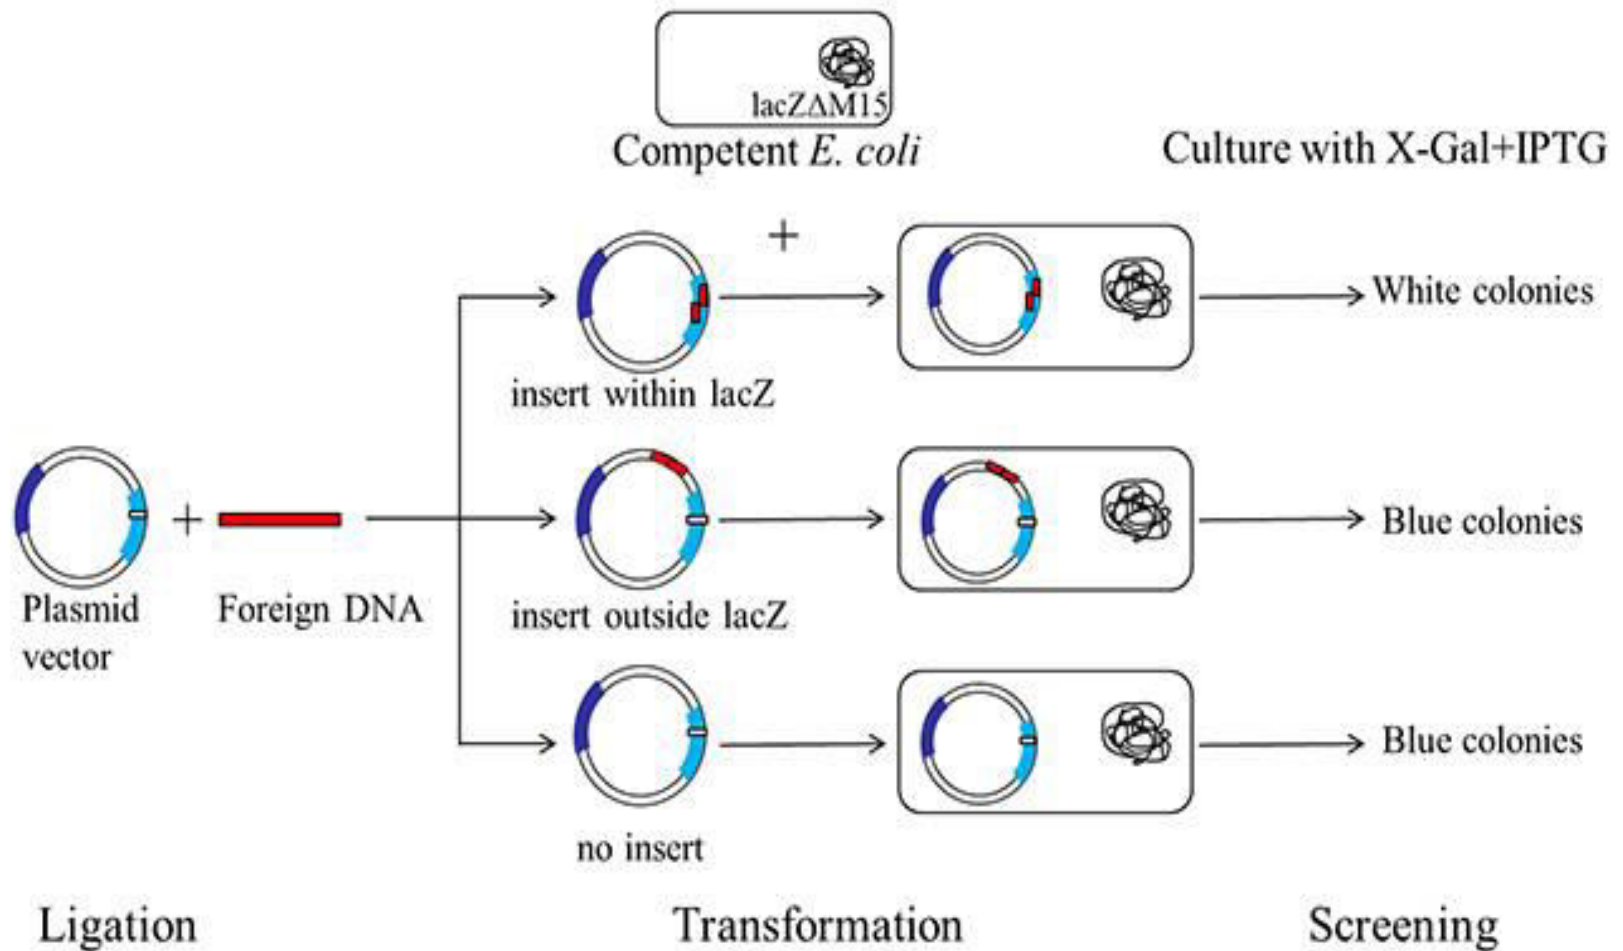 lacZΔM15
Competent E. coli
Culture with X-Gal+IPTG
+
White colonies
insert within lacZ
+
Blue colonies
Plasmid
vector
Foreign DNA
insert outside lacZ
Blue colonies
no insert
Ligation
Transformation
Screening